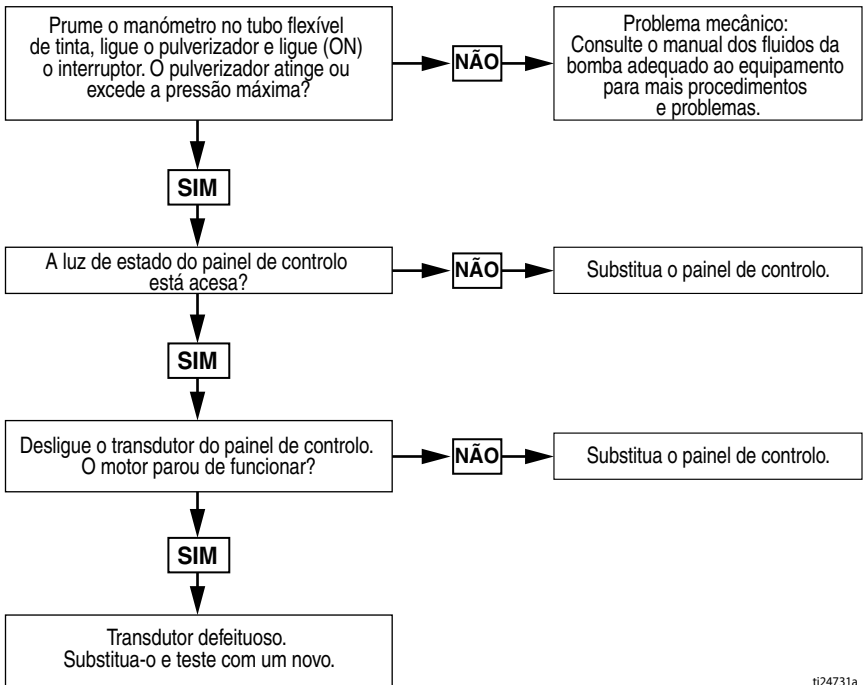 Prume o manómetro no tubo flexível
de tinta, ligue o pulverizador e ligue (ON)
o interruptor. O pulverizador atinge ou
excede a pressão máxima?
NÃO
Problema mecânico:
Consulte o manual dos fluidos da
bomba adequado ao equipamento
para mais procedimentos
e problemas.
SIM
A luz de estado do painel de controlo
está acesa?
NÃO
Substitua o painel de controlo.
SIM
Desligue o transdutor do painel de controlo.
O motor parou de funcionar?
NÃO
Substitua o painel de controlo.
SIM
Transdutor defeituoso.
Substitua-o e teste com um novo.
ti24731a